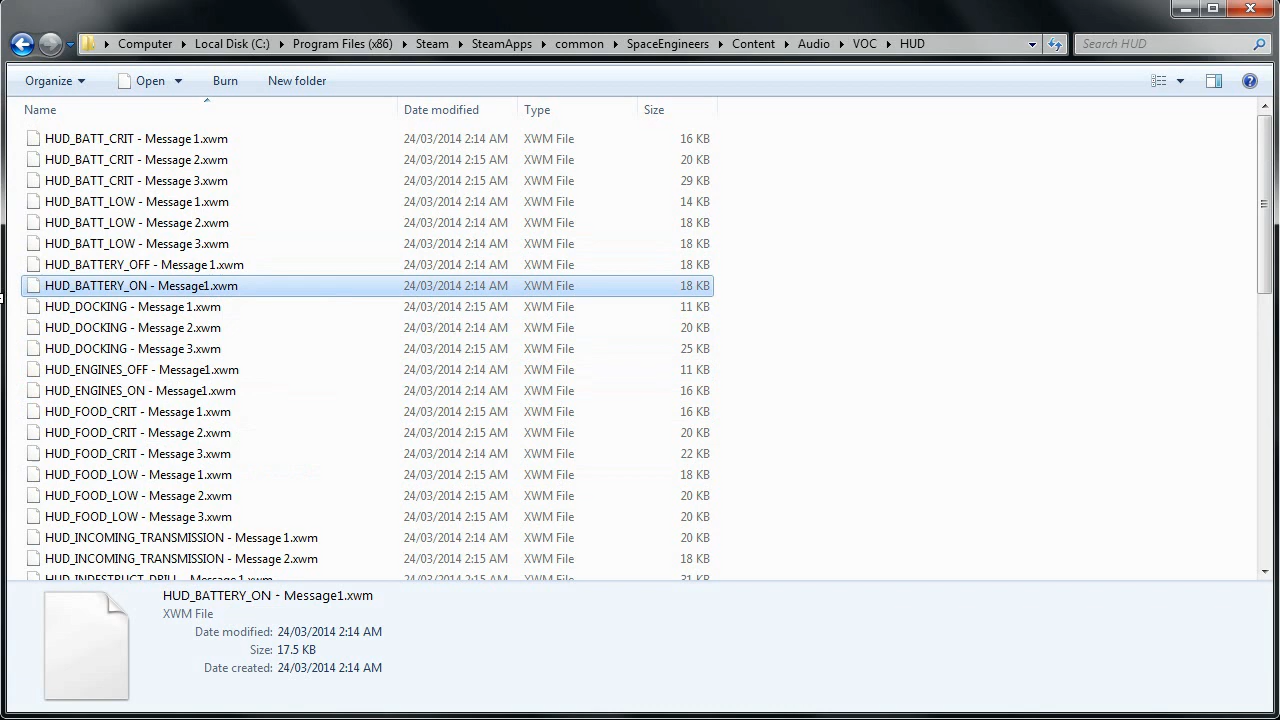 Computer Local Disk (C:) Program Files (x86) Steam SteamApps common SpaceEngineers Content Audio VOC HUD Search HUD
Organize Open Burn New folder
Name Date modified Type Size
HUD_BATT_CRIT - Message 1.xwm 24/03/2014 2:14 AM XWM File 16 KB
HUD_BATT_CRIT - Message 2.xwm 24/03/2014 2:15 AM XWM File 20 KB
HUD_BATT_CRIT - Message 3.xwm 24/03/2014 2:15 AM XWM File 29 KB
HUD_BATT_LOW - Message 1.xwm 24/03/2014 2:14 AM XWM File 14 KB
HUD_BATT_LOW - Message 2.xwm 24/03/2014 2:14 AM XWM File 18 KB
HUD_BATT_LOW - Message 3.xwm 24/03/2014 2:14 AM XWM File 18 KB
HUD_BATTERY_OFF - Message 1.xwm 24/03/2014 2:14 AM XWM File 18 KB
HUD_BATTERY_ON - Message1.xwm 24/03/2014 2:14 AM XWM File 18 KB
HUD_DOCKING - Message 1.xwm 24/03/2014 2:15 AM XWM File 11 KB
HUD_DOCKING - Message 2.xwm 24/03/2014 2:14 AM XWM File 20 KB
HUD_DOCKING - Message 3.xwm 24/03/2014 2:15 AM XWM File 25 KB
HUD_ENGINES_OFF - Message1.xwm 24/03/2014 2:14 AM XWM File 11 KB
HUD_ENGINES_ON - Message1.xwm 24/03/2014 2:14 AM XWM File 16 KB
HUD_FOOD_CRIT - Message 1.xwm 24/03/2014 2:15 AM XWM File 16 KB
HUD_FOOD_CRIT - Message 2.xwm 24/03/2014 2:14 AM XWM File 20 KB
HUD_FOOD_CRIT - Message 3.xwm 24/03/2014 2:15 AM XWM File 22 KB
HUD_FOOD_LOW - Message 1.xwm 24/03/2014 2:15 AM XWM File 18 KB
HUD_FOOD_LOW - Message 2.xwm 24/03/2014 2:15 AM XWM File 20 KB
HUD_FOOD_LOW - Message 3.xwm 24/03/2014 2:15 AM XWM File 20 KB
HUD_INCOMING_TRANSMISSION - Message 1.xwm 24/03/2014 2:14 AM XWM File 20 KB
HUD_INCOMING_TRANSMISSION - Message 2.xwm 24/03/2014 2:15 AM XWM File 18 KB
HUD_INDESTRUCT_DRILL - Message 1.xwm 24/03/2014 2:14 AM XWM File 31 KB
HUD_BATTERY_ON - Message1.xwm
XWM File
Date modified: 24/03/2014 2:14 AM
Size: 17.5 KB
Date created: 24/03/2014 2:14 AM